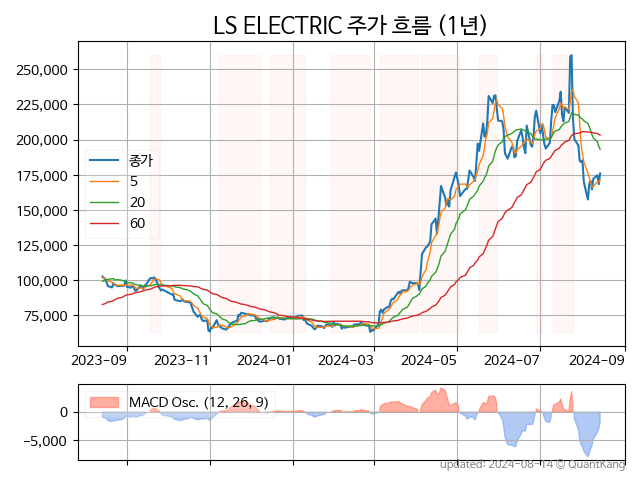 LS ELECTRIC 주가 흐름 (1년)
250,000
225,000
200,000
175,000
150,000
125,000
100,000
75,000
종가
5
20
60
2023-09 2023-11 2024-01 2024-03 2024-05 2024-07 2024-09
MACD Osc. (12, 26, 9)
0
−5,000
updated: 2024-08-14 © QuantKang